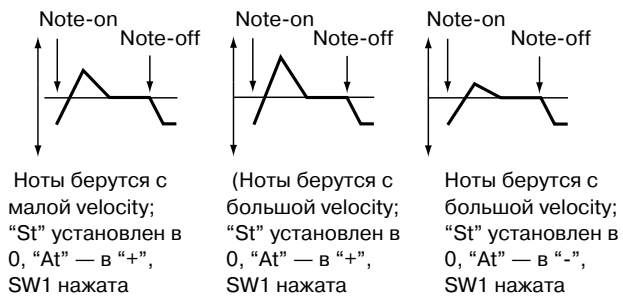 Note-on
Note-off
Note-on
Note-off
Note-on
Note-off
Ноты берутся с
малой velocity;
“St” установлен в
0, “At” — в “+”,
SW1 нажата
(Ноты берутся с
большой velocity;
“St” установлен в
0, “At” — в “+”,
SW1 нажата
Ноты берутся с
большой velocity;
“St” установлен в
0, “At” — в “-”,
SW1 нажата